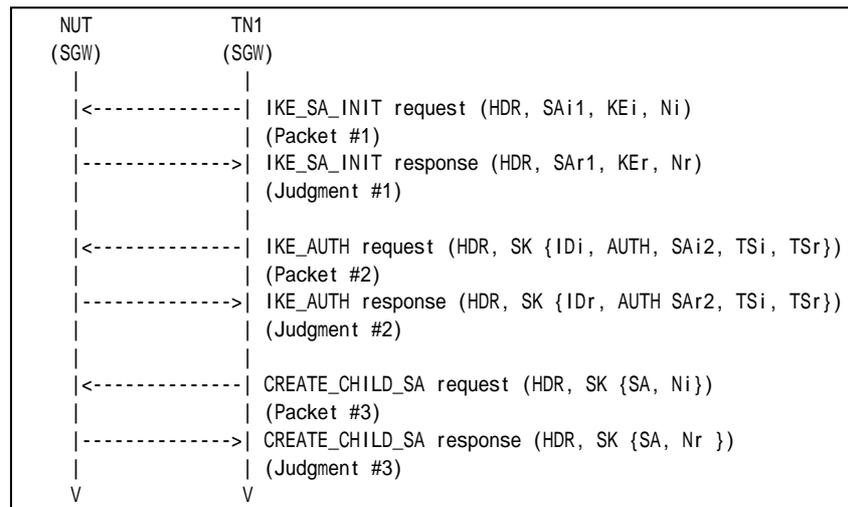 NUT TN1
(SGW) (SGW)
| |
|<--------------| IKE_SA_INIT request (HDR, SAi1, KEi, Ni)
| | (Packet #1)
|-------------->| IKE_SA_INIT response (HDR, SAr1, KEr, Nr)
| | (Judgment #1)
| |
|<--------------| IKE_AUTH request (HDR, SK {IDi, AUTH, SAi2, TSi, TSr})
| | (Packet #2)
|-------------->| IKE_AUTH response (HDR, SK {IDr, AUTH SAr2, TSi, TSr})
| | (Judgment #2)
| |
|<--------------| CREATE_CHILD_SA request (HDR, SK {SA, Ni})
| | (Packet #3)
|-------------->| CREATE_CHILD_SA response (HDR, SK {SA, Nr })
| | (Judgment #3)
V V